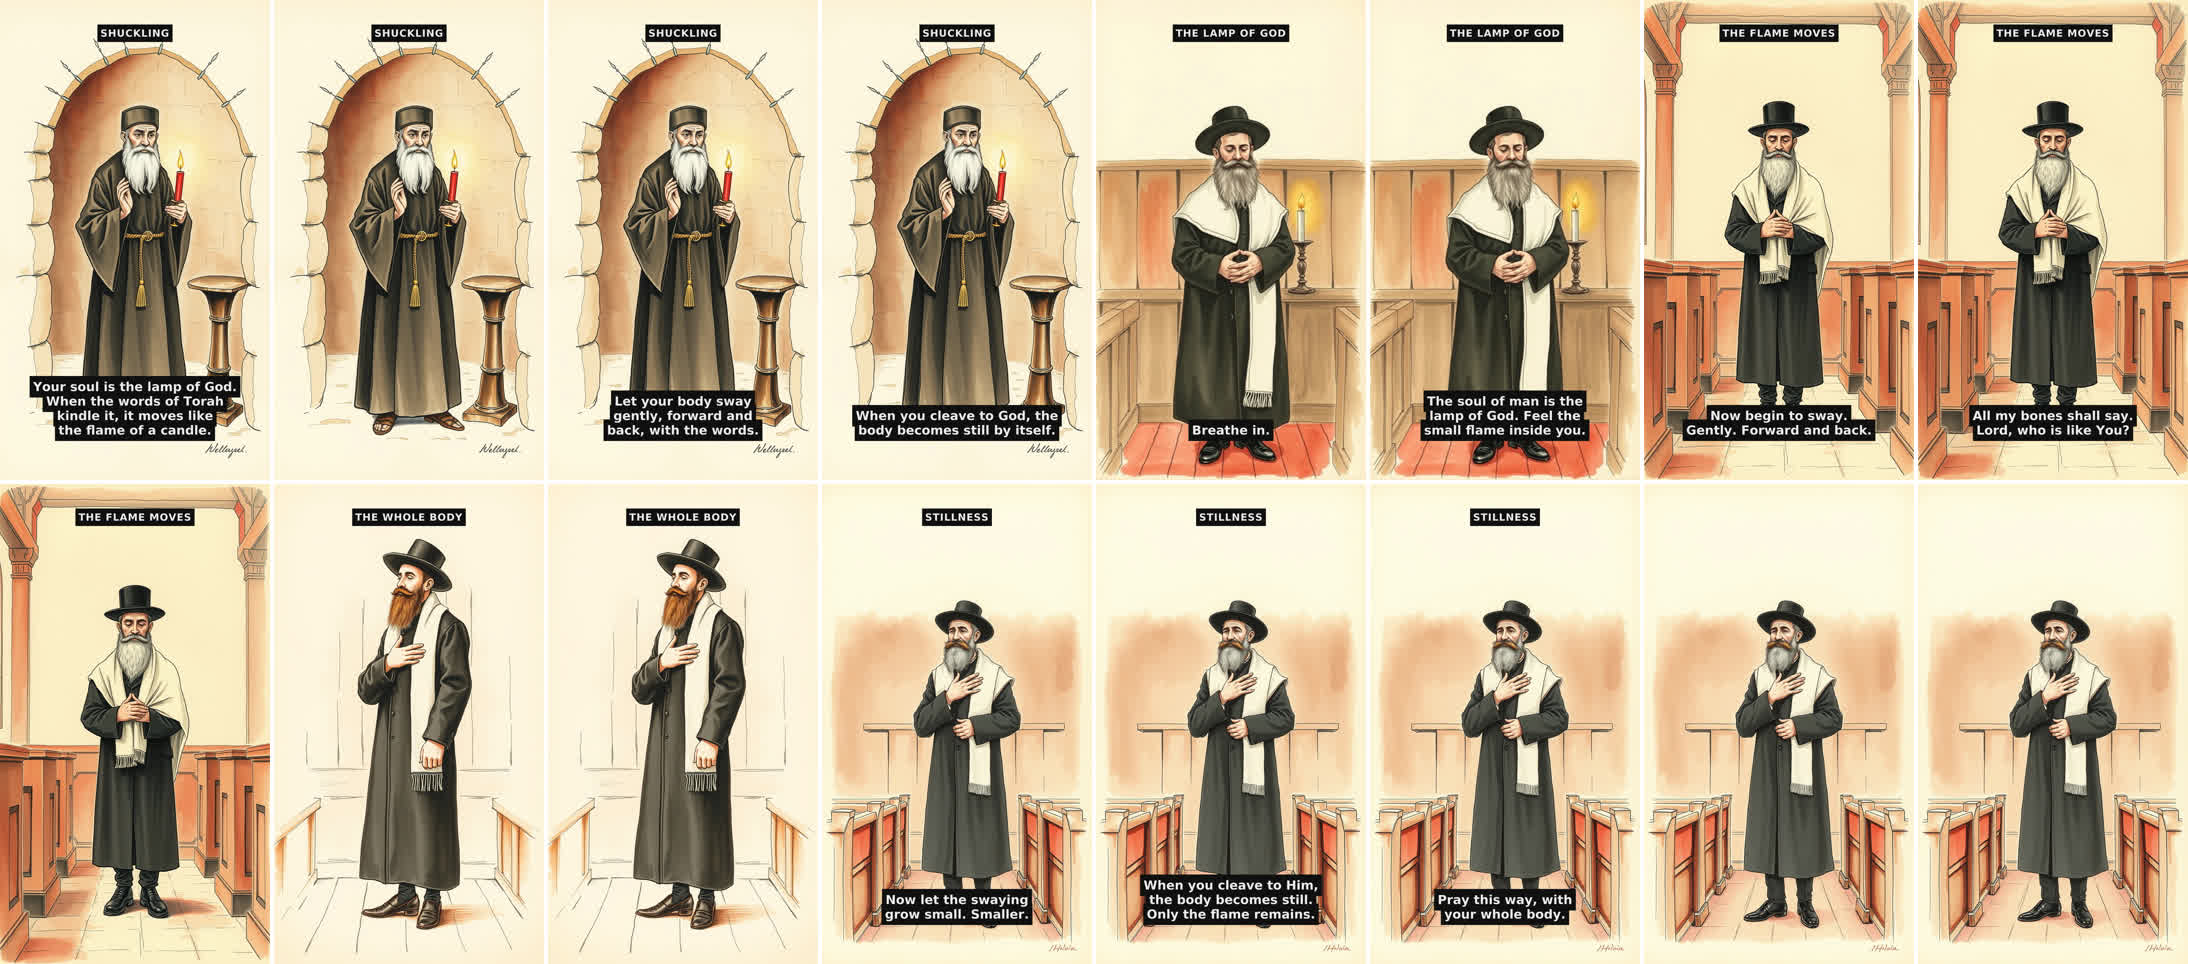 SHUCKLING
Your soul is the lamp of God.
When the words of Torah
kindle it, it moves like
the flame of a candle.
SHUCKLING
SHUCKLING
Let your body sway
gently, forward and
back, with the words.
SHUCKLING
When you cleave to God, the
body becomes still by itself.
THE LAMP OF GOD
Breathe in.
THE LAMP OF GOD
The soul of man is the
lamp of God. Feel the
small flame inside you.
THE FLAME MOVES
Now begin to sway.
Gently. Forward and back.
THE FLAME MOVES
All my bones shall say.
Lord, who is like You?
THE FLAME MOVES
THE WHOLE BODY
THE WHOLE BODY
STILLNESS
Now let the swaying
grow small. Smaller.
STILLNESS
When you cleave to Him,
the body becomes still.
Only the flame remains.
STILLNESS
Pray this way, with
your whole body.